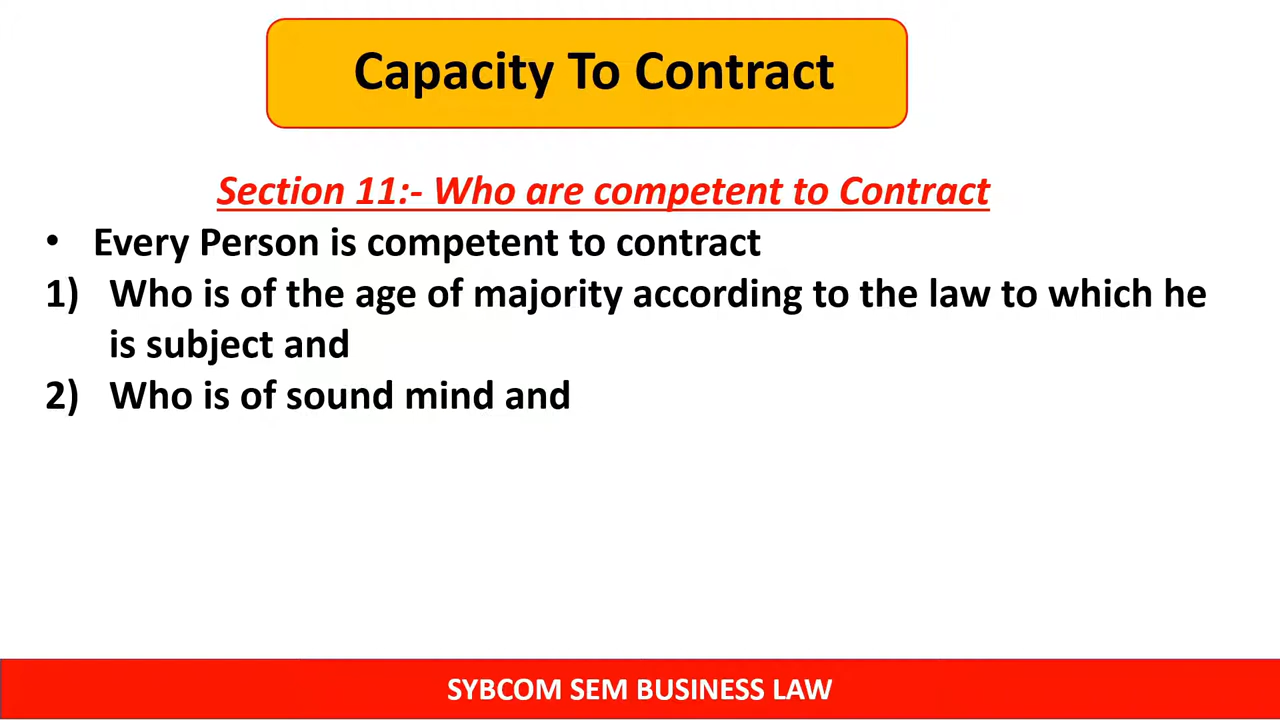 Capacity To Contract
Section 11:- Who are competent to Contract
• Every Person is competent to contract
1) Who is of the age of majority according to the law to which he
is subject and
2) Who is of sound mind and
SYBCOM SEM BUSINESS LAW